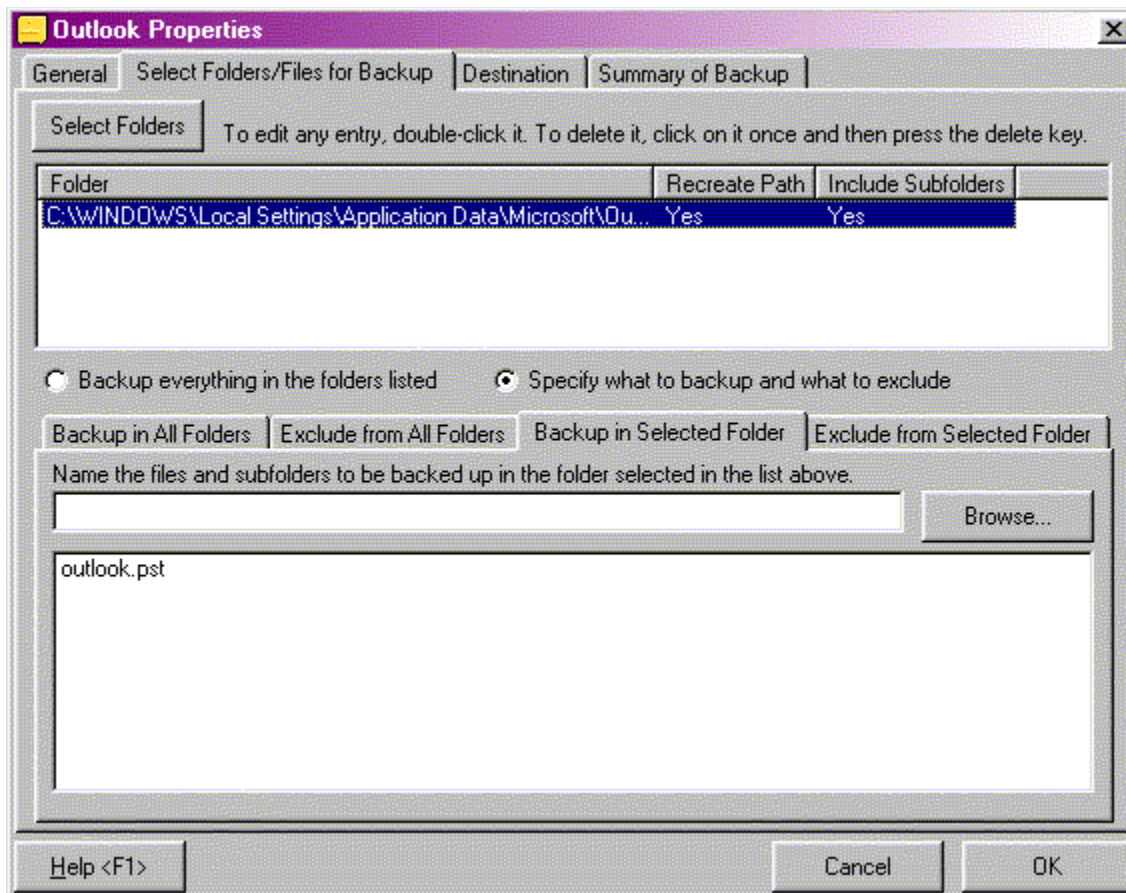 Outlook Properties
General Select Folders/Files for Backup Destination Summary of Backup
Select Folders To edit any entry, double-click it. To delete it, click on it once and then press the delete key.
Folder Recreate Path Include Subfolders
C:\WINDOWS\Local Settings\Application Data\Microsoft\Ou... Yes Yes
Backup everything in the folders listed Specify what to backup and what to exclude
Backup in All Folders Exclude from All Folders Backup in Selected Folder Exclude from Selected Folder
Name the files and subfolders to be backed up in the folder selected in the list above.
Browse...
outlook.pst
Help <F1> Cancel OK